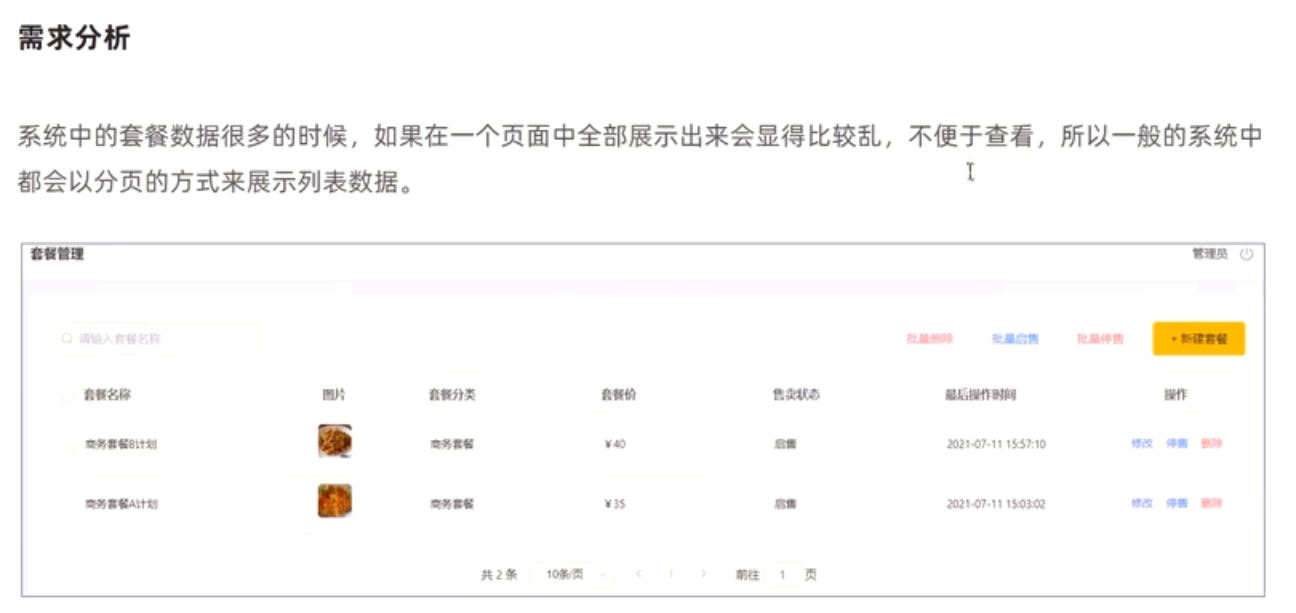 需求分析
系统中的套餐数据很多的时候，如果在一个页面中全部展示出来会显得比较乱，不便于查看，所以一般的系统中
都会以分页的方式来展示列表数据。
套餐管理 管理员
请输入套餐名称 批量删除 批量启售 批量停售 + 新建套餐
套餐名称 图片 套餐分类 套餐价 售卖状态 最后操作时间 操作
商务套餐B计划 商务套餐 ￥40 启售 2021-07-11 15:57:10 修改 停售 删除
商务套餐A计划 商务套餐 ￥35 启售 2021-07-11 15:03:02 修改 停售 删除
共 2 条 10条/页 < 1 > 前往 1 页